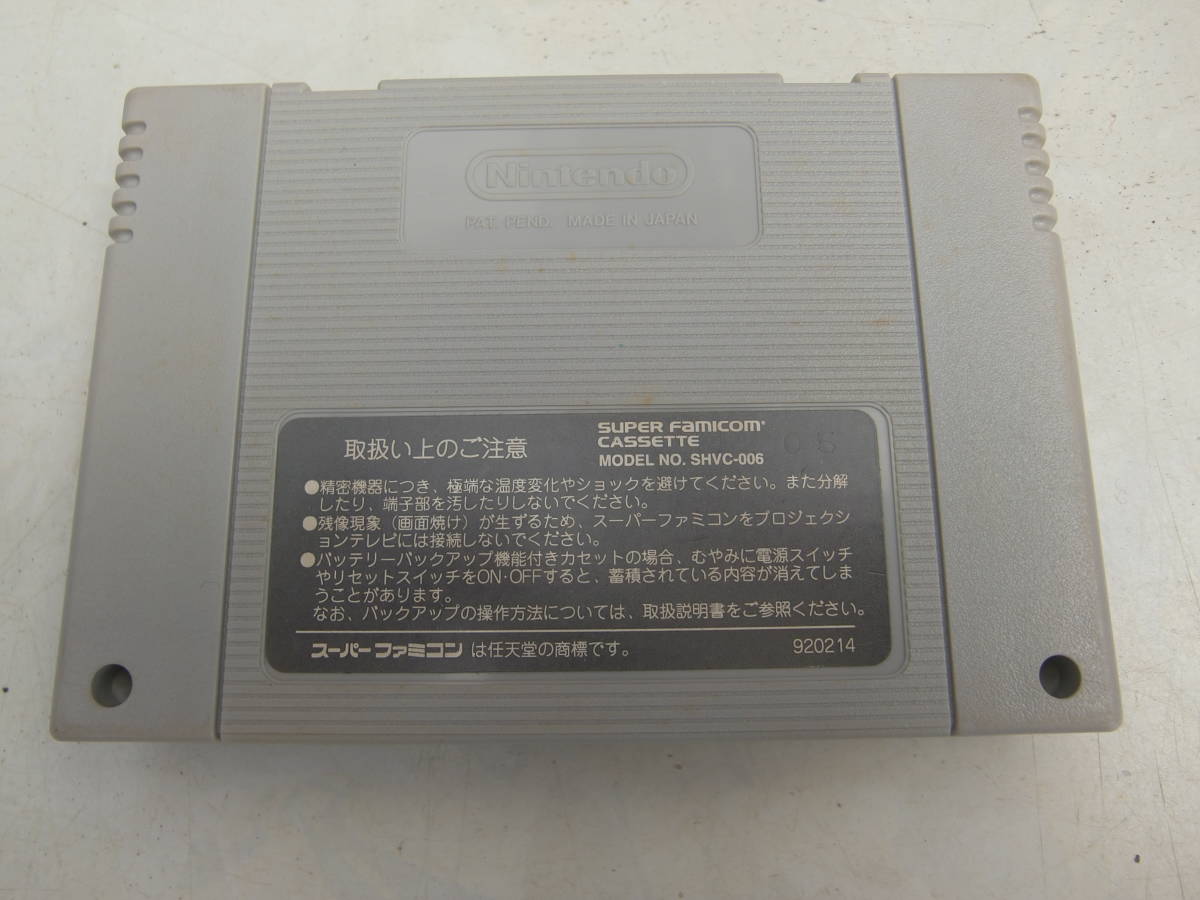 Nintendo
PAT. PEND. MADE IN JAPAN
取扱い上のご注意
SUPER FAMICOM
CASSETTE
MODEL NO. SHVC-006
●精密機器につき、極端な温度変化やショックを避けてください。また分解
したり、端子部を汚したりしないでください。
●残像現象（画面焼け）が生ずるため、スーパーファミコンをプロジェクシ
ョンテレビには接続しないでください。
●バッテリーバックアップ機能付きカセットの場合、むやみに電源スイッチ
やリセットスイッチをON・OFFすると、蓄積されている内容が消えてしま
うことがあります。
なお、バックアップの操作方法については、取扱説明書をご参照ください。
スーパーファミコン は任天堂の商標です。
920214